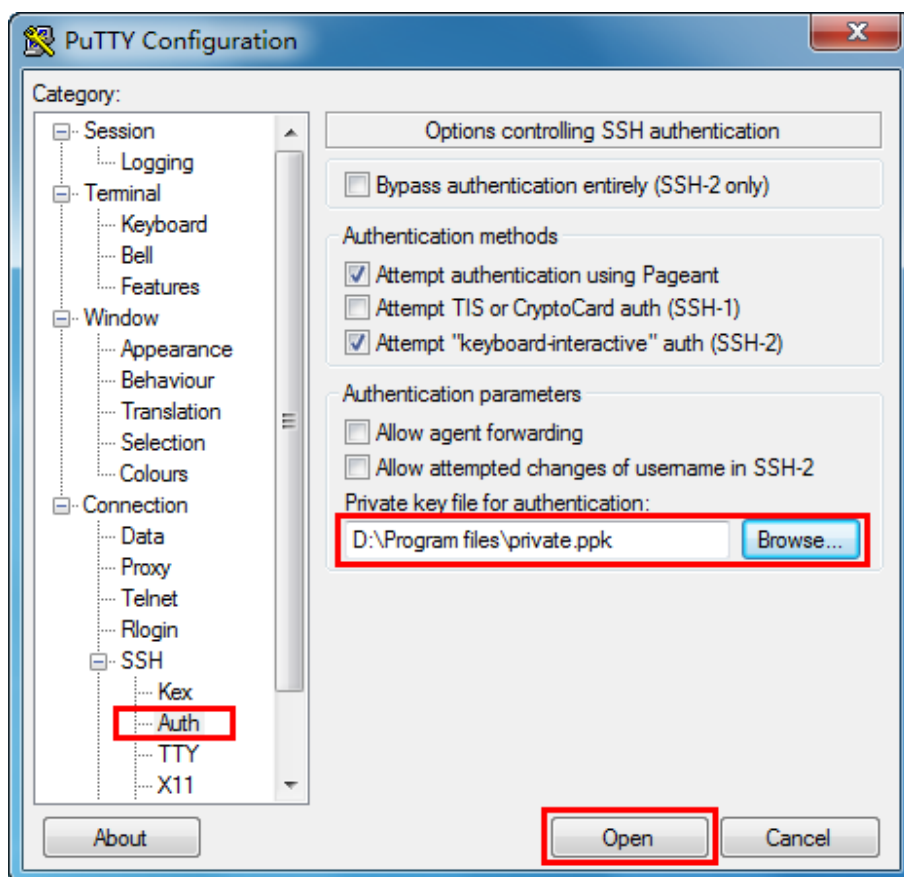 PuTTY Configuration
Category:
Session
Logging
Terminal
Keyboard
Bell
Features
Window
Appearance
Behaviour
Translation
Selection
Colours
Connection
Data
Proxy
Telnet
Rlogin
SSH
Kex
Auth
TTY
X11
Options controlling SSH authentication
Bypass authentication entirely (SSH-2 only)
Authentication methods
Attempt authentication using Pageant
Attempt TIS or CryptoCard auth (SSH-1)
Attempt "keyboard-interactive" auth (SSH-2)
Authentication parameters
Allow agent forwarding
Allow attempted changes of username in SSH-2
Private key file for authentication:
D:\Program files\private.ppk Browse...
About Open Cancel